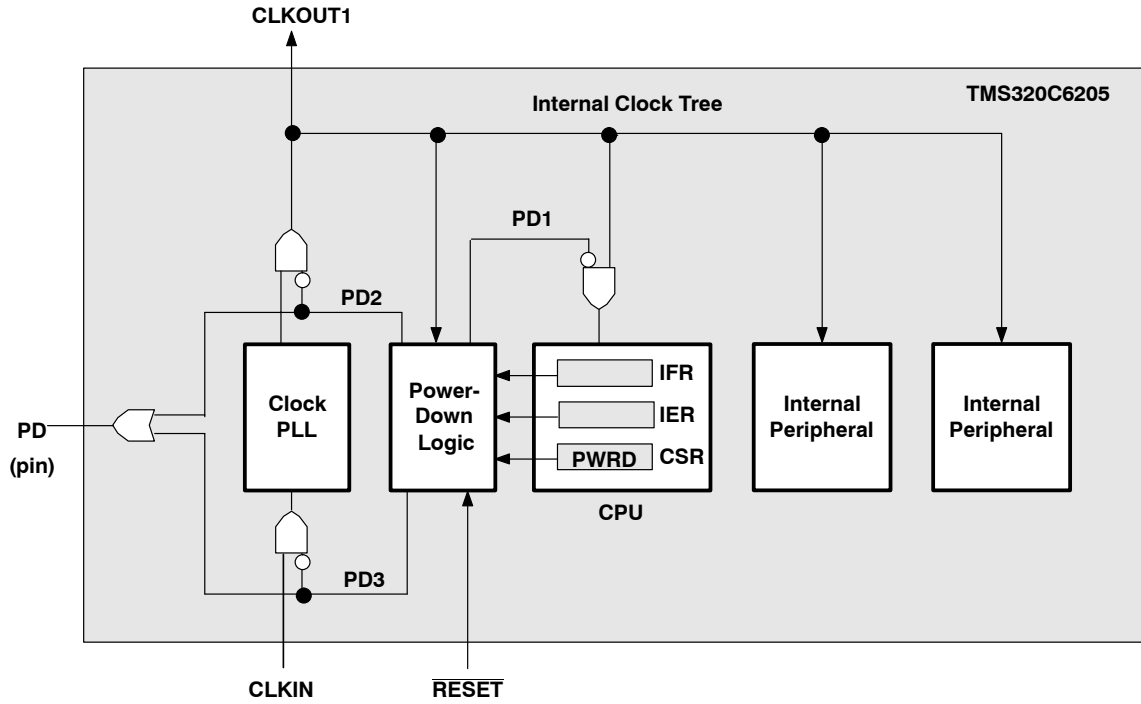 CLKOUT1
TMS320C6205
Internal Clock Tree
PD1
PD2
Clock
PLL
Power-
Down
Logic
IFR
IER
PWRD CSR
CPU
Internal
Peripheral
Internal
Peripheral
PD
(pin)
PD3
CLKIN
RESET